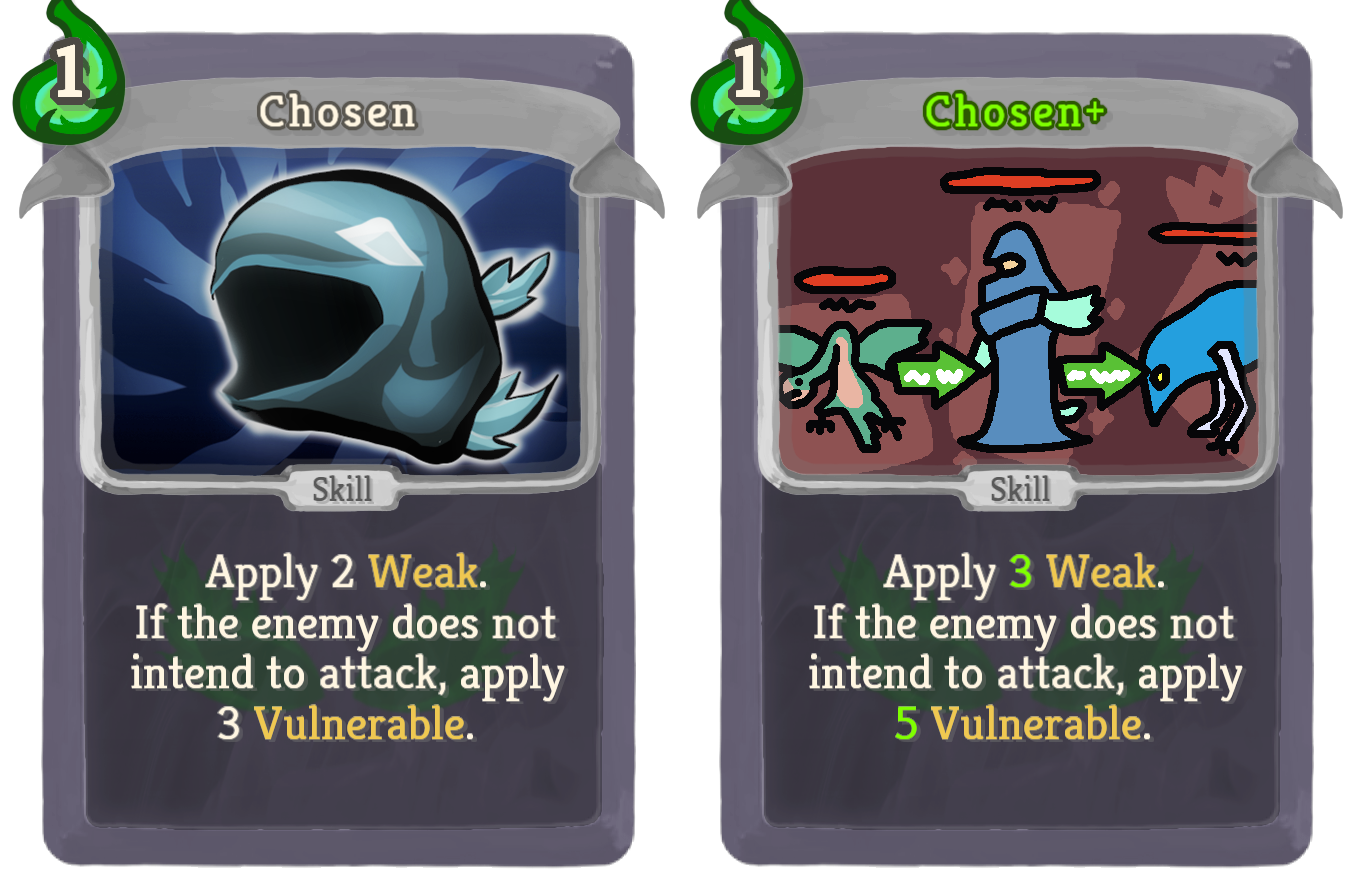 1
Chosen
Skill
Apply 2 Weak.
If the enemy does not
intend to attack, apply
3 Vulnerable.
1
Chosen+
Skill
Apply 3 Weak.
If the enemy does not
intend to attack, apply
5 Vulnerable.